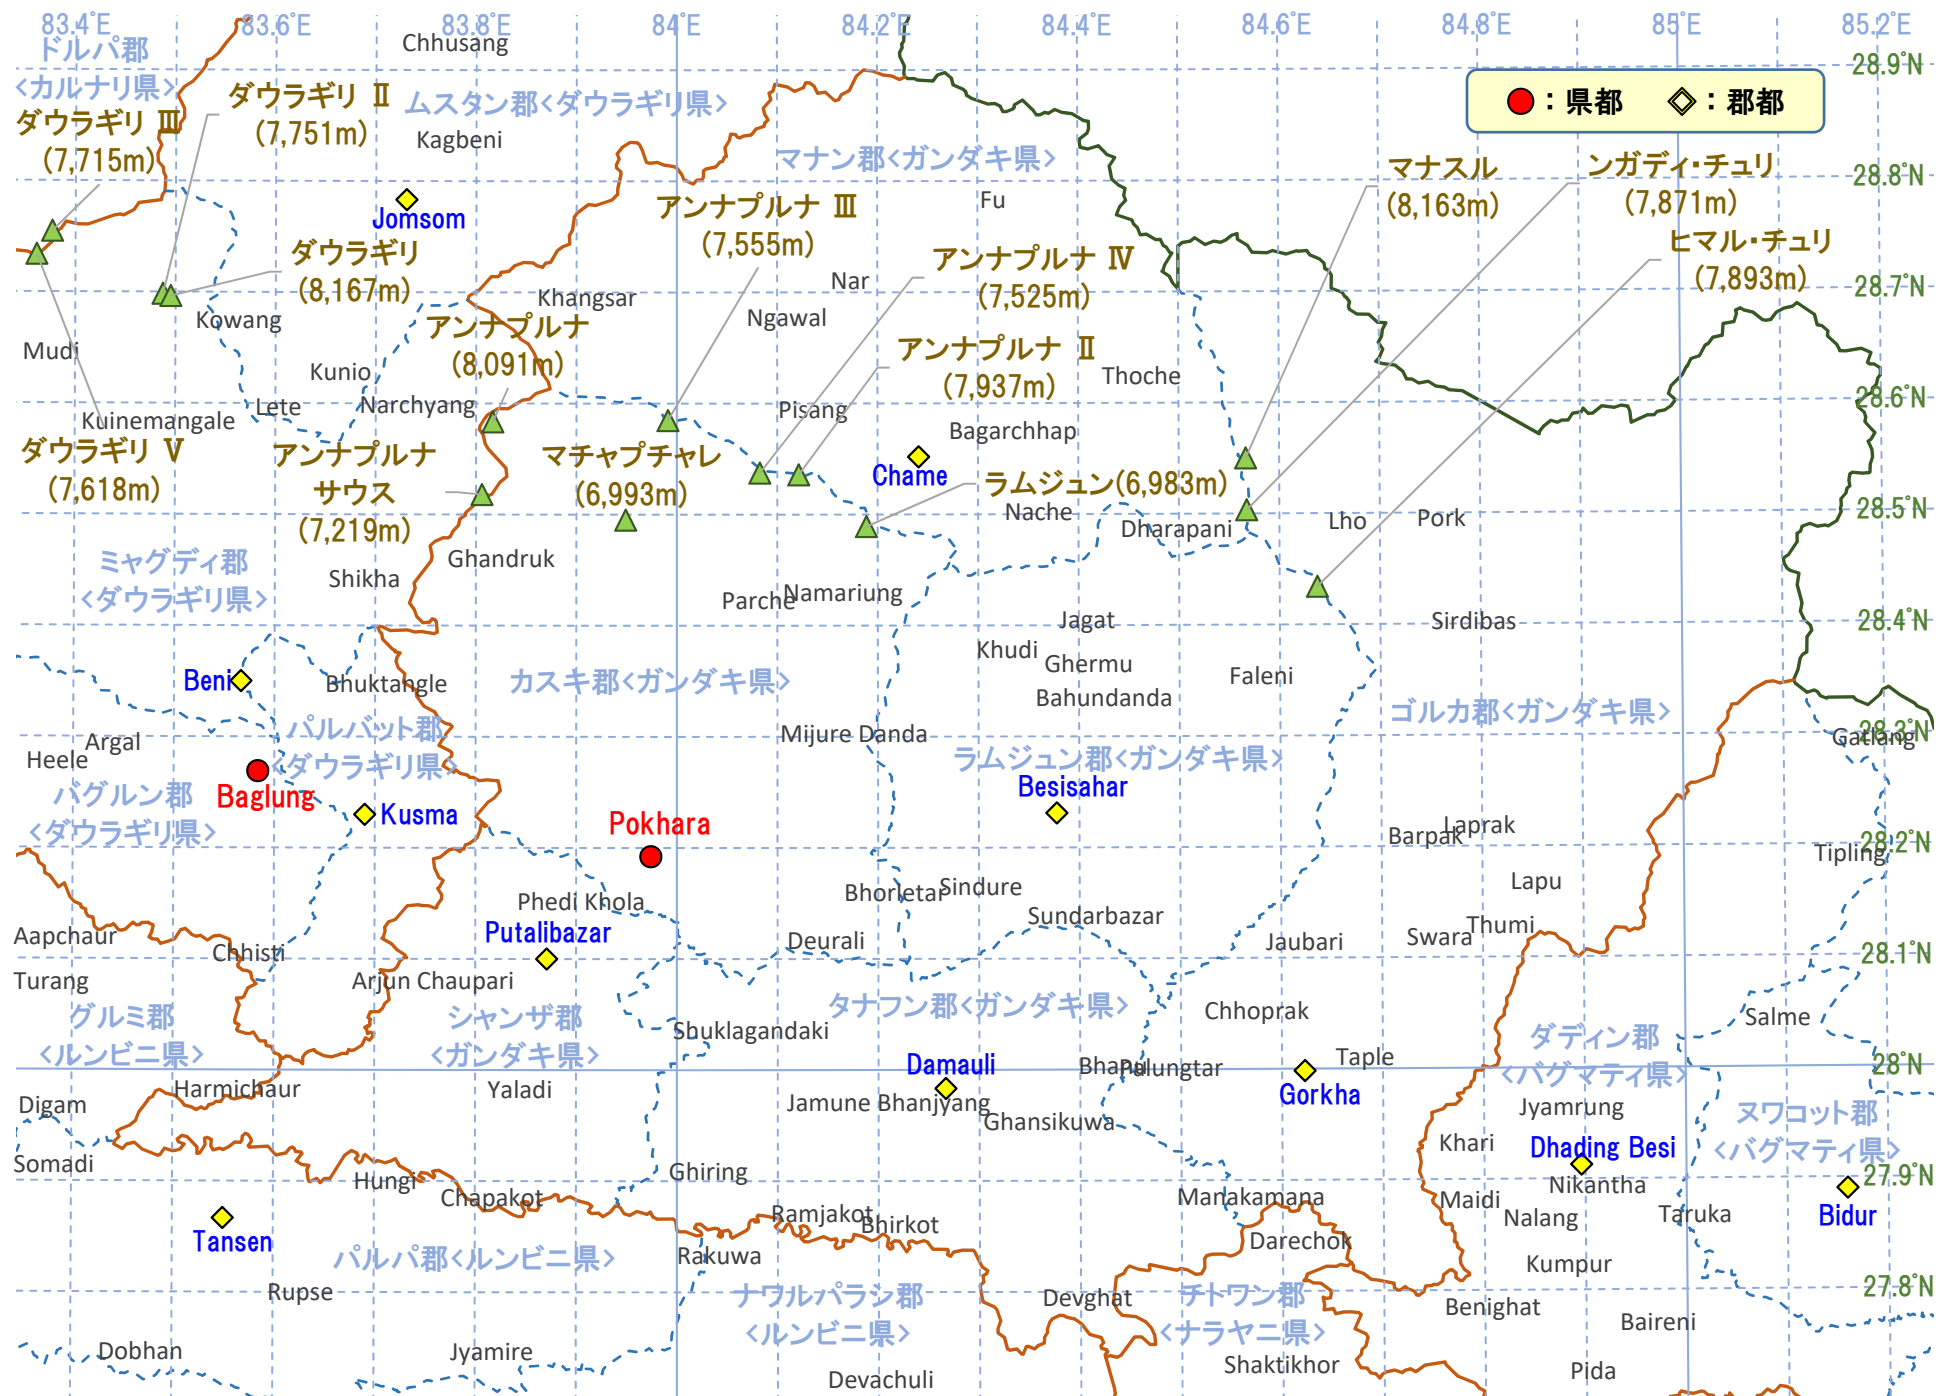 83.4°E
83.6°E
83.8°E
84°E
84.2°E
84.4°E
84.6°E
84.8°E
85°E
85.2°E
28.9°N
28.8°N
28.7°N
28.6°N
28.5°N
28.4°N
28.3°N
28.2°N
28.1°N
28°N
27.9°N
27.8°N
：県都
：郡都
ドルパ郡
<カルナリ県>
ダウラギリ Ⅲ
(7,715m)
ダウラギリ Ⅱ
(7,751m)
Chhusang
ムスタン郡<ダウラギリ県>
Kagbeni
マナン郡<ガンダキ県>
Jomsom
ダウラギリ
(8,167m)
アンナプルナ Ⅲ
(7,555m)
Fu
アンナプルナ Ⅳ
(7,525m)
マナスル
(8,163m)
ンガディ・チュリ
(7,871m)
ヒマル・チュリ
(7,893m)
Nar
Khangsar
Ngawal
Kowang
Mudi
アンナプルナ
(8,091m)
アンナプルナ Ⅱ
(7,937m)
Kunio
Thoche
Lete
Narchyang
Pisang
Kuinemangale
Bagarchhap
ダウラギリ Ⅴ
(7,618m)
アンナプルナ
サウス
(7,219m)
マチャプチャレ
(6,993m)
Chame
ラムジュン(6,983m)
Nache
Dharapani
Lho
Pork
ミャグディ郡
<ダウラギリ県>
Shikha
Ghandruk
Parche
Namariung
Jagat
Sirdibas
Khudi
Ghermu
Faleni
Bahundanda
Beni
Bhuktangle
カスキ郡<ガンダキ県>
ゴルカ郡<ガンダキ県>
パルバット郡
<ダウラギリ県>
Argal
Heele
Mijure Danda
Gatlang
ラムジュン郡<ガンダキ県>
Besisahar
バグルン郡
<ダウラギリ県>
Baglung
Kusma
Pokhara
Laprak
Barpak
Tipling
Lapu
Phedi Khola
Bhorletar
Sindure
Sundarbazar
Thumi
Swara
Jaubari
Deurali
Putalibazar
Aapchaur
Chhisti
Turang
Arjun Chaupari
グルミ郡
<ルンビニ県>
シャンザ郡
<ガンダキ県>
タナフン郡<ガンダキ県>
Shuklagandaki
Chhoprak
Salme
ダディン郡
<バグマティ県>
Damauli
Bhanu
Palungtar
Taple
Gorkha
Harmichaur
Yaladi
Jamune Bhanjyang
Ghansikuwa
Jyamrung
ヌワコット郡
<バグマティ県>
Digam
Khari
Dhading Besi
Somadi
Hungi
Ghiring
Chapakot
Manakamana
Nikantha
Maidi
Nalang
Taruka
Bidur
Tansen
Ramjakot
Bhirkot
Rakuwa
Darechok
Kumpur
パルパ郡<ルンビニ県>
Rupse
ナワルパラシ郡
<ルンビニ県>
Devghat
チトワン郡
<ナラヤニ県>
Benighat
Baireni
Dobhan
Jyamire
Shaktikhor
Devachuli
Pida